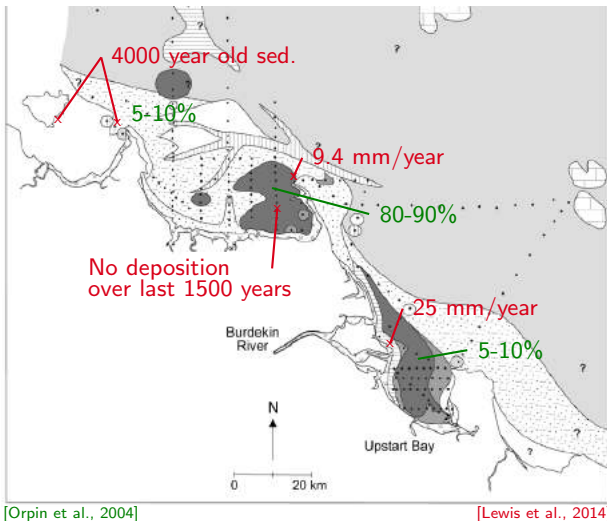 4000 year old sed.
5-10%
9.4 mm/year
80-90%
No deposition
over last 1500 years
25 mm/year
Burdekin
River
5-10%
N
Upstart Bay
0 20 km
?
?
?
?
?
?
?
[Orpin et al., 2004]
[Lewis et al., 2014